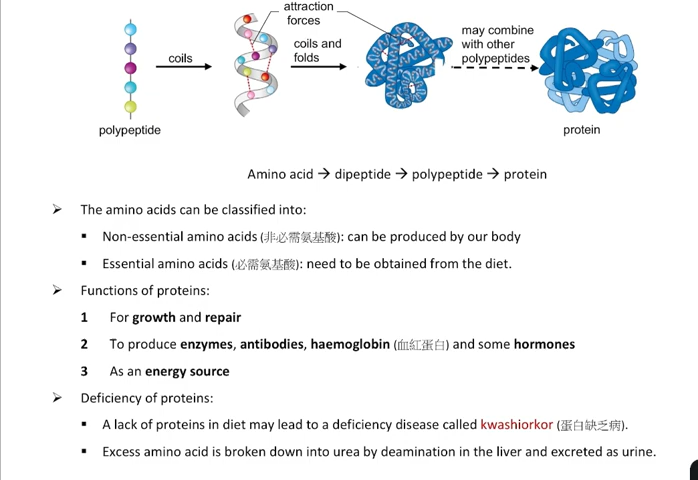 attraction
forces
coils
coils and
folds
may combine
with other
polypeptides
polypeptide
protein
Amino acid → dipeptide → polypeptide → protein
➢ The amino acids can be classified into:
▪ Non-essential amino acids (非必需氨基酸): can be produced by our body
▪ Essential amino acids (必需氨基酸): need to be obtained from the diet.
➢ Functions of proteins:
1 For growth and repair
2 To produce enzymes, antibodies, haemoglobin (血紅蛋白) and some hormones
3 As an energy source
➢ Deficiency of proteins:
▪ A lack of proteins in diet may lead to a deficiency disease called kwashiorkor (蛋白缺乏病).
▪ Excess amino acid is broken down into urea by deamination in the liver and excreted as urine.